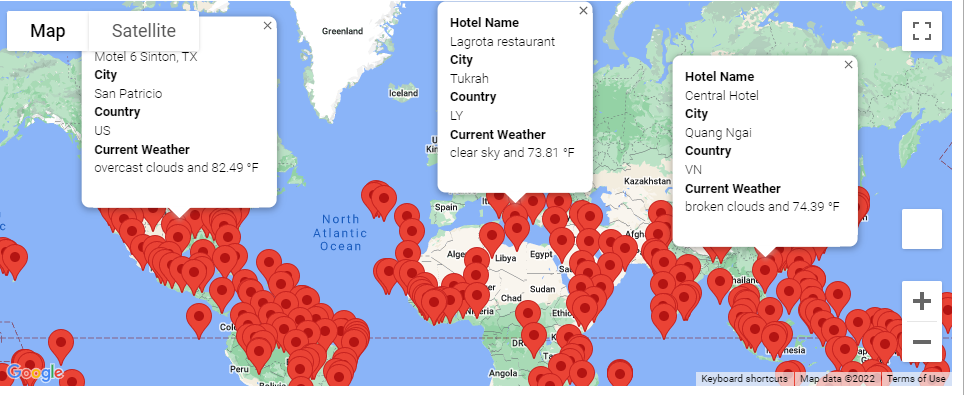 Map
Satellite
Motel 6 Sinton, TX
City
San Patricio
Country
US
Current Weather
overcast clouds and 82.49 °F
Hotel Name
Lagrota restaurant
City
Tukrah
Country
LY
Current Weather
clear sky and 73.81 °F
Hotel Name
Central Hotel
City
Quang Ngai
Country
VN
Current Weather
broken clouds and 74.39 °F
Greenland
Iceland
Spain
Kazakhstan
North
Atlantic
Ocean
Libya
Egypt
Chad
Sudan
Peru
Angola
Google
Keyboard shortcuts
Map data ©2022
Terms of Use